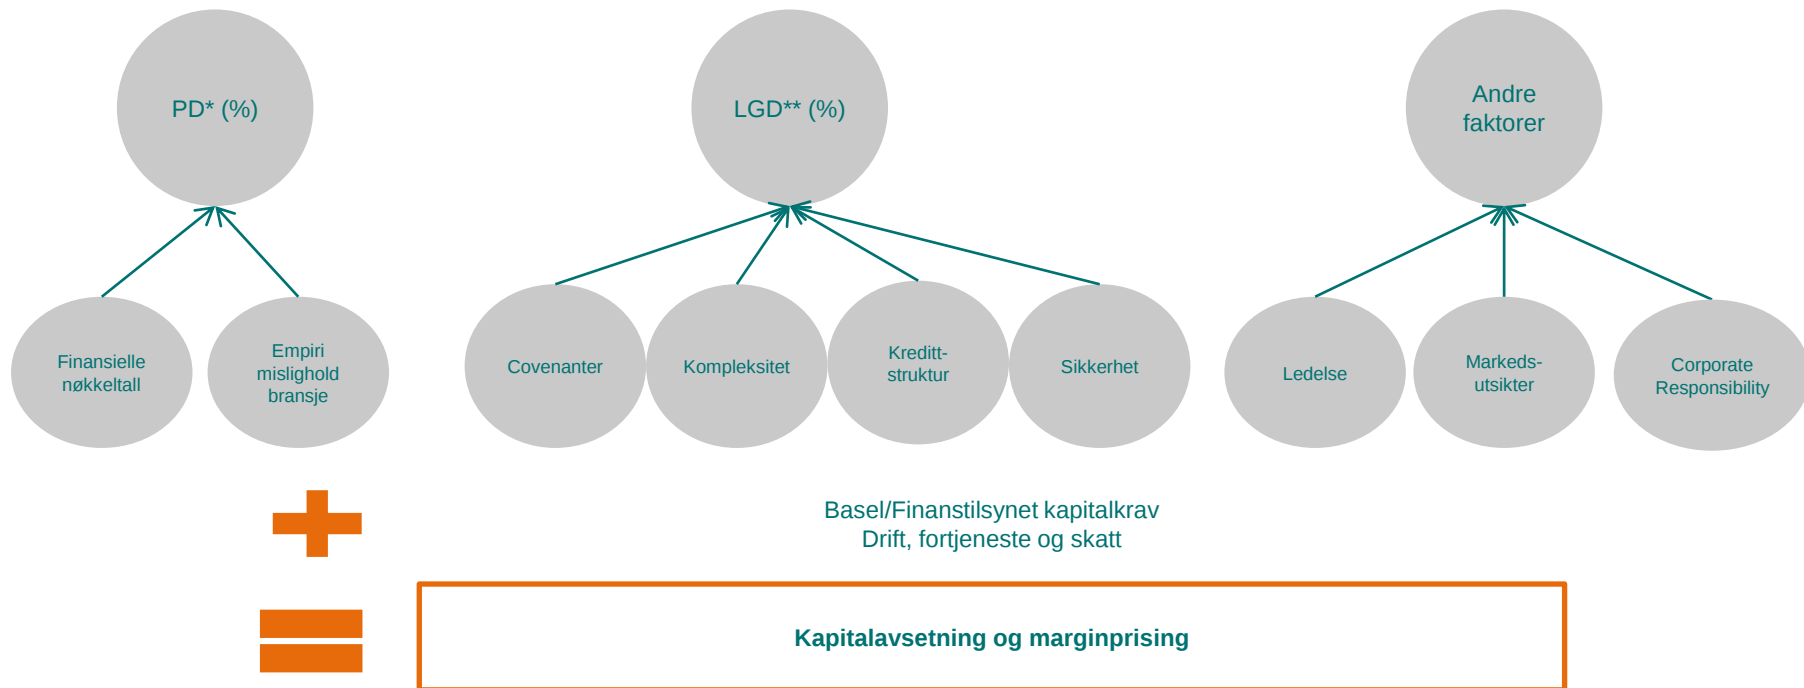 PD* (%)
LGD** (%)
Andre
faktorer
Finansielle
nøkkeltall
Empiri
mislighold
bransje
Covenanter
Kompleksitet
Kreditt-
struktur
Sikkerhet
Ledelse
Markeds-
utsikter
Corporate
Responsibility
Basel/Finanstilsynet kapitalkrav
Drift, fortjeneste og skatt
Kapitalavsetning og marginprising